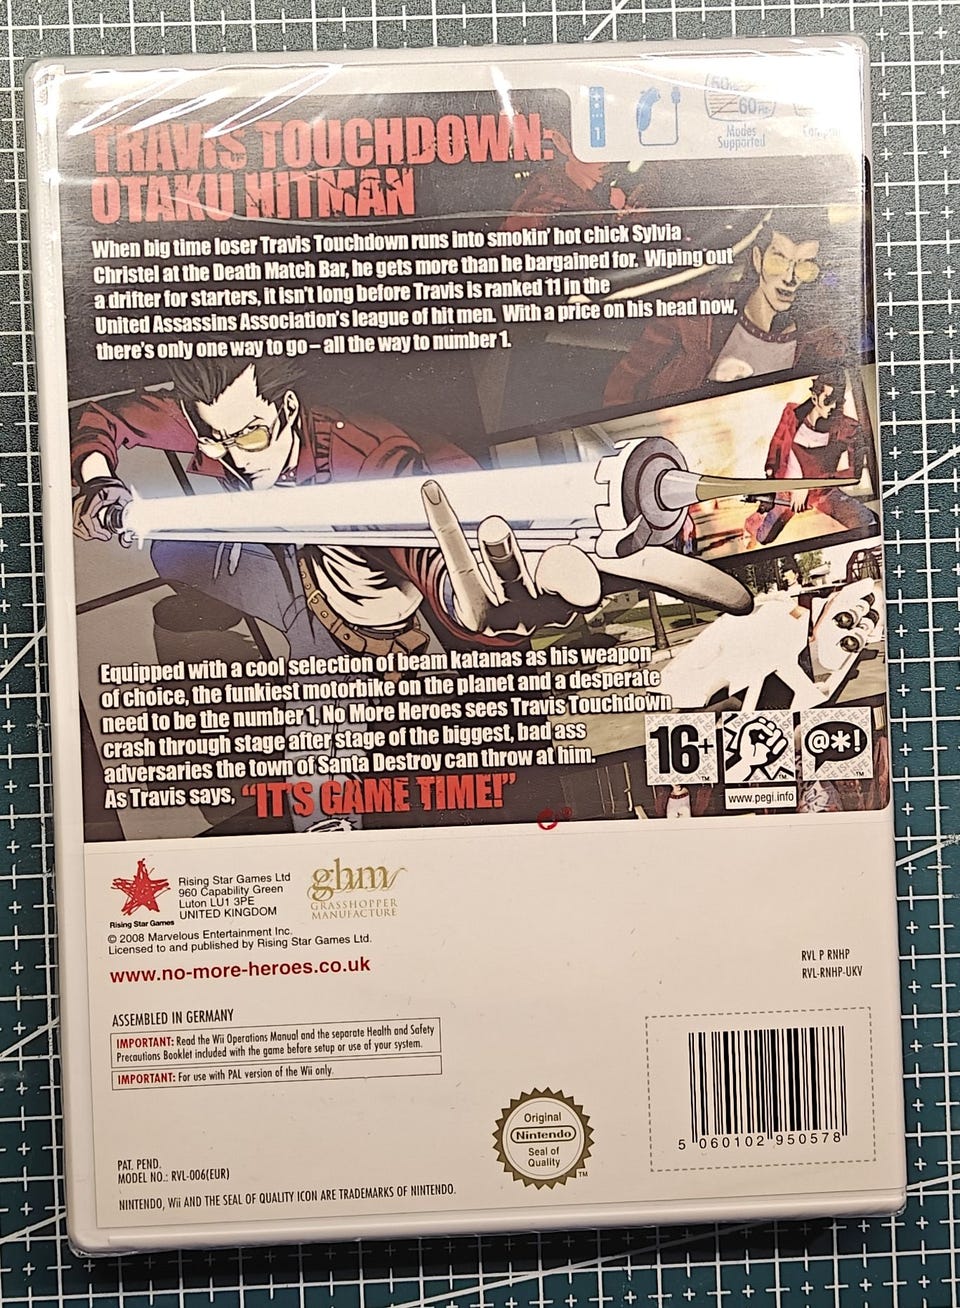 1
50Hz
60Hz
Modes
Supported
TRAVIS TOUCHDOWN:
OTAKU HITMAN
When big time loser Travis Touchdown runs into smokin' hot chick Sylvia
Christel at the Death Match Bar, he gets more than he bargained for. Wiping out
a drifter for starters, it isn't long before Travis is ranked 11 in the
United Assassins Association's league of hit men. With a price on his head now,
there's only one way to go – all the way to number 1.
Equipped with a cool selection of beam katanas as his weapon
of choice, the funkiest motorbike on the planet and a desperate
need to be the number 1, No More Heroes sees Travis Touchdown
crash through stage after stage of the biggest, bad ass
adversaries the town of Santa Destroy can throw at him.
As Travis says, “IT'S GAME TIME!”
16+
TM
TM
@*!
TM
www.pegi.info
Rising Star Games
Rising Star Games Ltd
960 Capability Green
Luton LU1 3PE
UNITED KINGDOM
ghm
GRASSHOPPER
MANUFACTURE
© 2008 Marvelous Entertainment Inc.
Licensed to and published by Rising Star Games Ltd.
www.no-more-heroes.co.uk
RVL P RNHP
RVL-RNHP-UKV
ASSEMBLED IN GERMANY
IMPORTANT: Read the Wii Operations Manual and the separate Health and Safety
Precautions Booklet included with the game before setup or use of your system.
IMPORTANT: For use with PAL version of the Wii only.
Original
Nintendo
Seal of
Quality
TM
5 060102 950578
PAT. PEND.
MODEL NO.: RVL-006(EUR)
NINTENDO, Wii AND THE SEAL OF QUALITY ICON ARE TRADEMARKS OF NINTENDO.